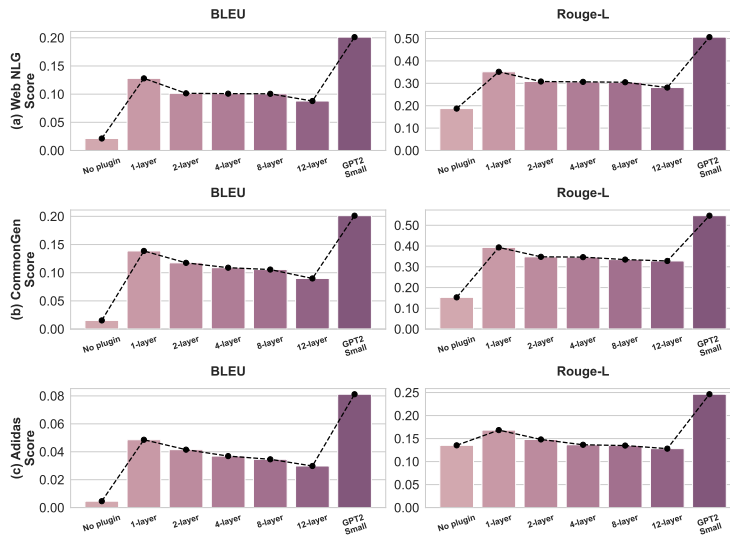 BLEU
Rouge-L
(a) Web NLG
Score
0.20
0.15
0.10
0.05
0.00
0.50
0.40
0.30
0.20
0.10
0.00
No plugin
1-layer
2-layer
4-layer
8-layer
12-layer
GPT2
Small
No plugin
1-layer
2-layer
4-layer
8-layer
12-layer
GPT2
Small
BLEU
Rouge-L
(b) CommonGen
Score
0.20
0.15
0.10
0.05
0.00
0.50
0.40
0.30
0.20
0.10
0.00
No plugin
1-layer
2-layer
4-layer
8-layer
12-layer
GPT2
Small
No plugin
1-layer
2-layer
4-layer
8-layer
12-layer
GPT2
Small
BLEU
Rouge-L
(c) Adidas
Score
0.08
0.06
0.04
0.02
0.00
0.25
0.20
0.15
0.10
0.05
0.00
No plugin
1-layer
2-layer
4-layer
8-layer
12-layer
GPT2
Small
No plugin
1-layer
2-layer
4-layer
8-layer
12-layer
GPT2
Small